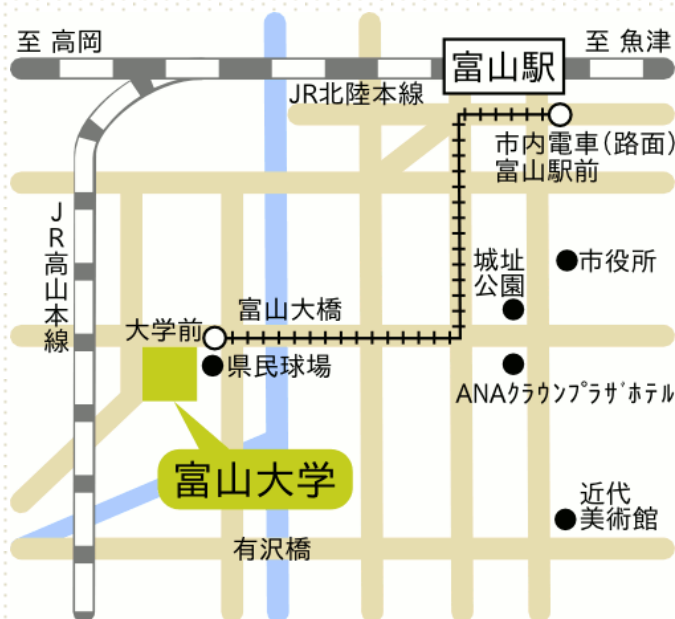 至 高岡
富山駅
至 魚津
JR北陸本線
市内電車(路面)
富山駅前
JR高山本線
城址
公園
市役所
富山大橋
大学前
県民球場
ANAクラウンプラザホテル
富山大学
近代
美術館
有沢橋